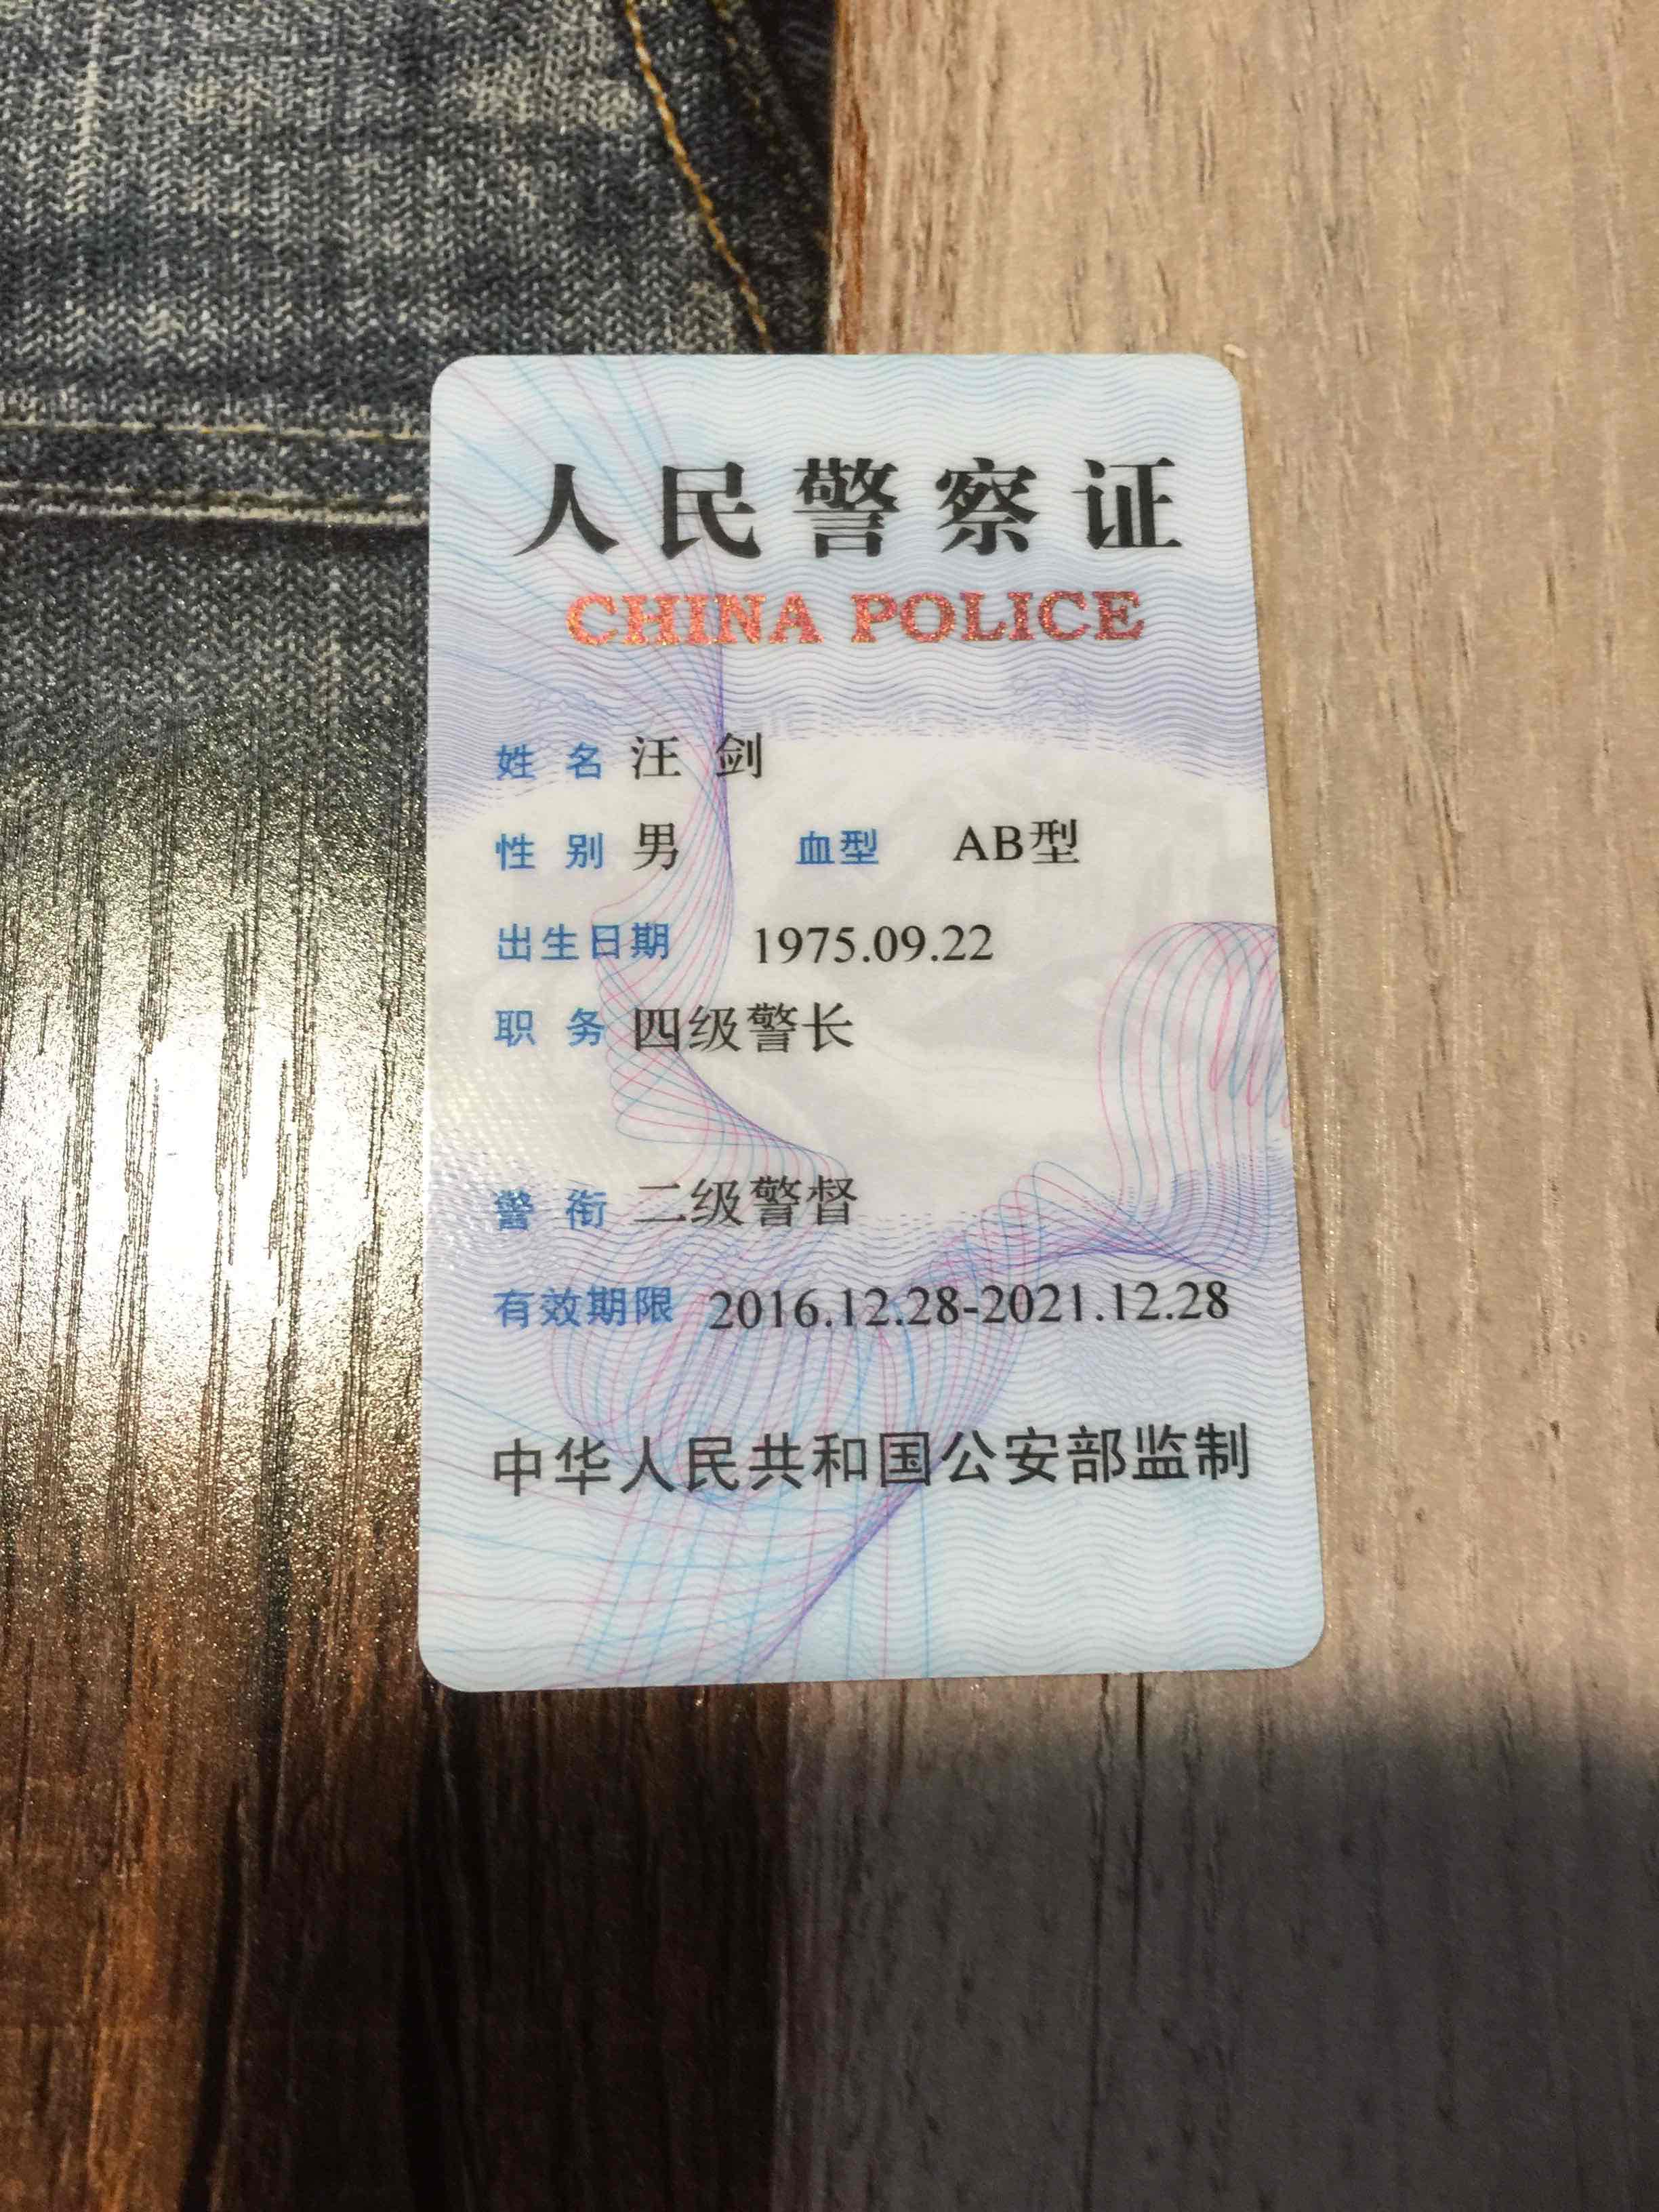 人民警察证
CHINA POLICE
姓名 汪剑
性别 男 血型 AB型
出生日期 1975.09.22
职务 四级警长
警衔 二级警督
有效期限 2016.12.28-2021.12.28
中华人民共和国公安部监制